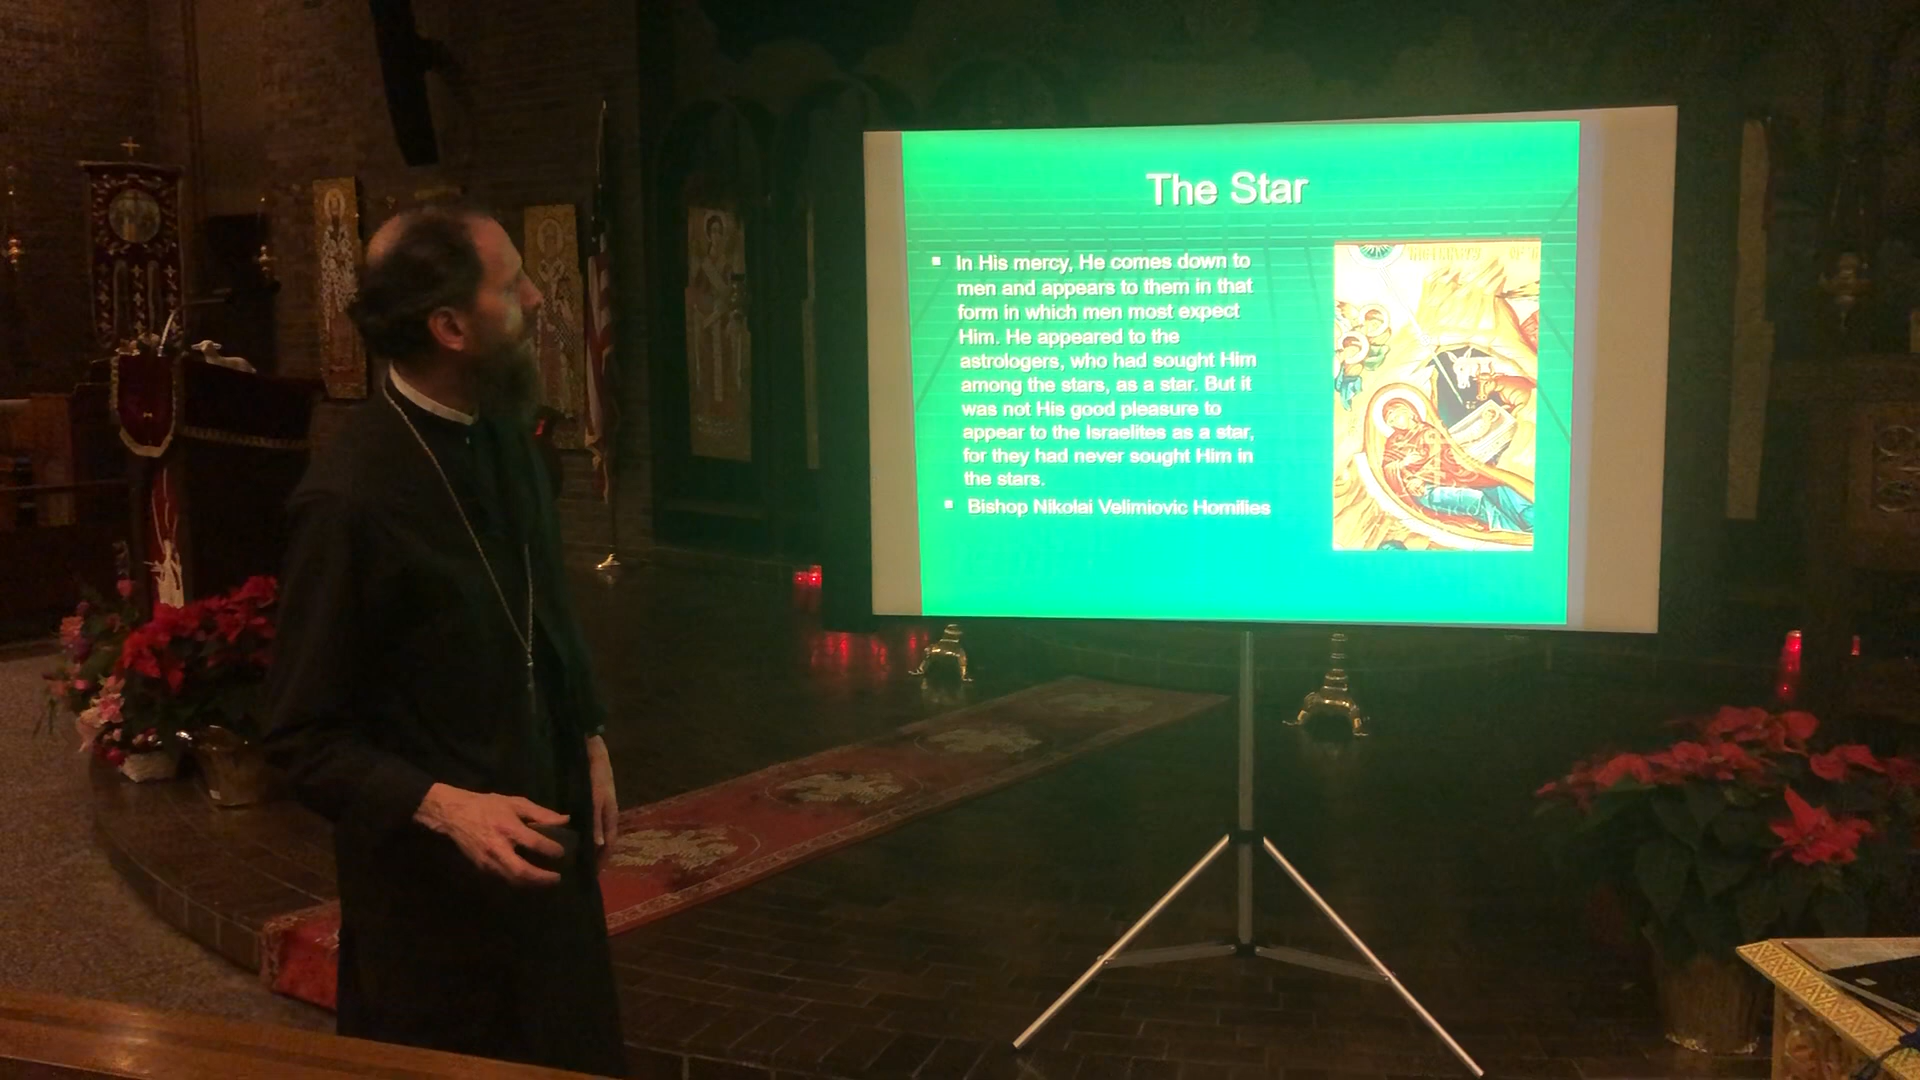 The Star
In His mercy, He comes down to
men and appears to them in that
form in which men most expect
Him. He appeared to the
astrologers, who had sought Him
among the stars, as a star. But it
was not His good pleasure to
appear to the Israelites as a star,
for they had never sought Him in
the stars.
Bishop Nikolai Velimiovic Homilies